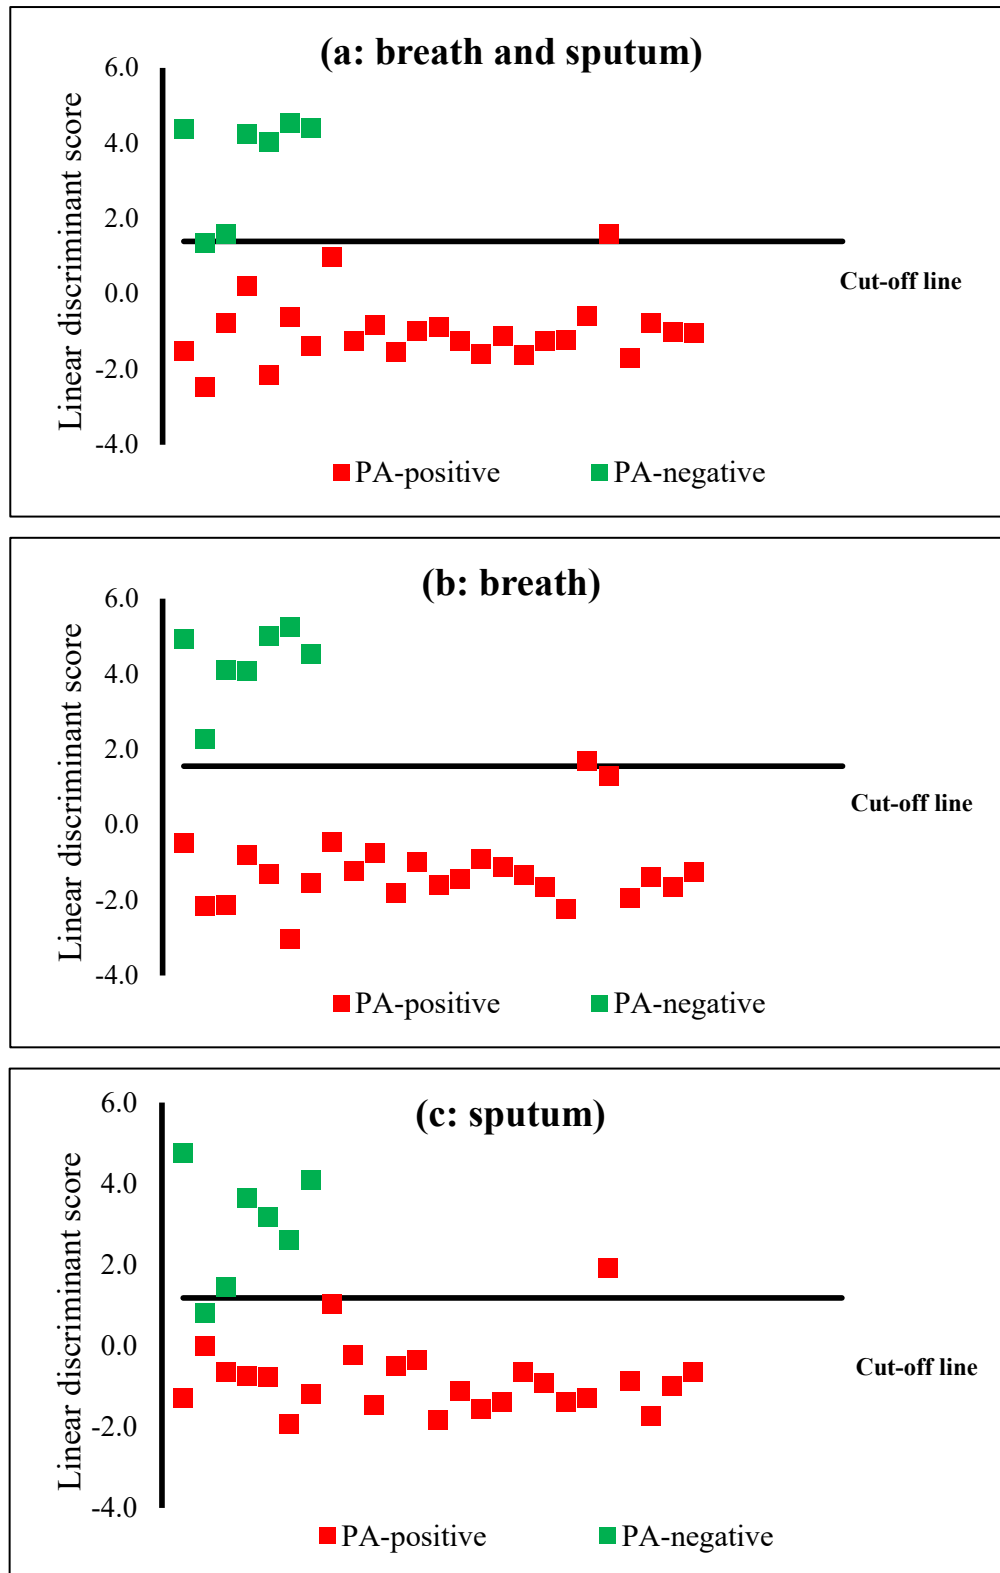 (a: breath and sputum)
Linear discriminant score
6.0
4.0
2.0
0.0
-2.0
-4.0
Cut-off line
PA-positive PA-negative
(b: breath)
Linear discriminant score
6.0
4.0
2.0
0.0
-2.0
-4.0
Cut-off line
PA-positive PA-negative
(c: sputum)
Linear discriminant score
6.0
4.0
2.0
0.0
-2.0
-4.0
Cut-off line
PA-positive PA-negative